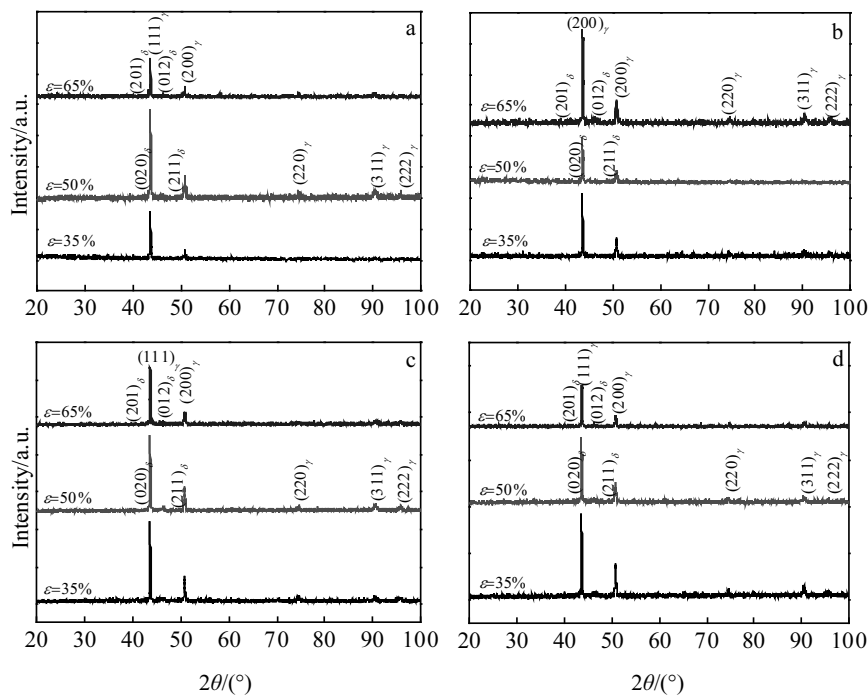 a
(201)δ
(111)γ
(012)δ
(200)γ
ε=65%
(020)δ
(211)δ
(220)γ
(311)γ
(222)γ
ε=50%
ε=35%
20 30 40 50 60 70 80 90 100
Intensity/a.u.
b
(200)γ
(201)δ
(012)δ
(200)γ
(220)γ
(311)γ
(222)γ
ε=65%
(020)δ
(211)δ
ε=50%
ε=35%
20 30 40 50 60 70 80 90 100
c
(111)γ
(201)δ
(012)δ
(200)γ
ε=65%
(020)δ
(211)δ
(220)γ
(311)γ
(222)γ
ε=50%
ε=35%
20 30 40 50 60 70 80 90 100
Intensity/a.u.
2θ/(°)
d
(201)δ
(111)γ
(012)δ
(200)γ
ε=65%
(020)δ
(211)δ
(220)γ
(311)γ
(222)γ
ε=50%
ε=35%
20 30 40 50 60 70 80 90 100
2θ/(°)